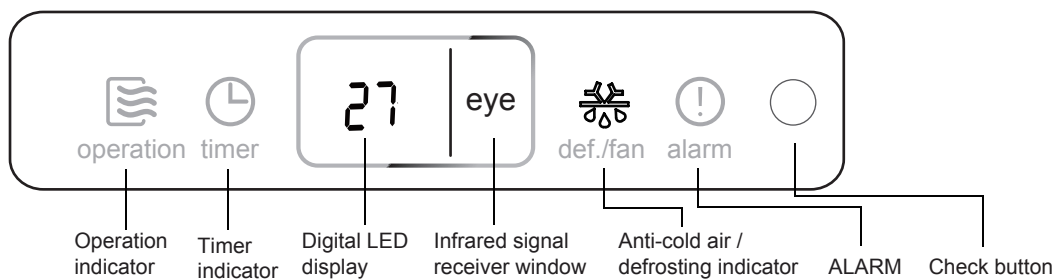 27 eye
operation timer def./fan alarm
Operation indicator
Timer indicator
Digital LED display
Infrared signal receiver window
Anti-cold air / defrosting indicator
ALARM
Check button